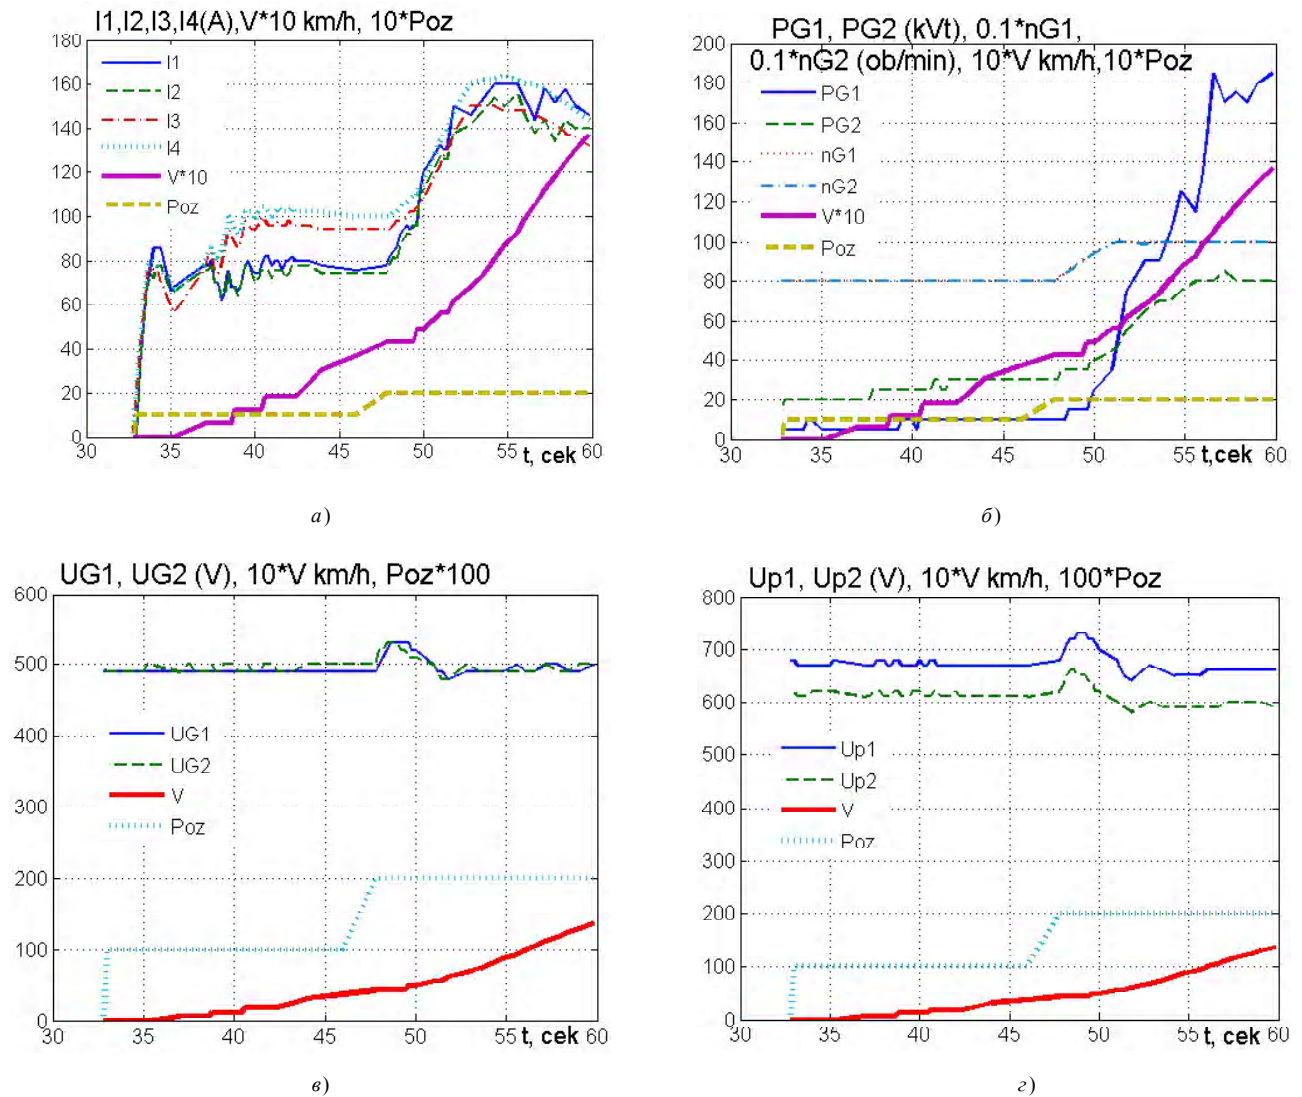 I1,I2,I3,I4(A),V*10 km/h, 10*Poz
180
160
140
120
100
80
60
40
20
0
I1
I2
I3
I4
V*10
Poz
30 35 40 45 50 55 t, сек 60
а)
PG1, PG2 (kVt), 0.1*nG1,
0.1*nG2 (ob/min), 10*V km/h,10*Poz
200
180
160
140
120
100
80
60
40
20
0
PG1
PG2
nG1
nG2
V*10
Poz
30 35 40 45 50 55 t,сек 60
б)
UG1, UG2 (V), 10*V km/h, Poz*100
600
500
400
300
200
100
0
UG1
UG2
V
Poz
30 35 40 45 50 55 t, сек 60
в)
Up1, Up2 (V), 10*V km/h, 100*Poz
800
700
600
500
400
300
200
100
0
Up1
Up2
V
Poz
30 35 40 45 50 55 t, сек 60
г)